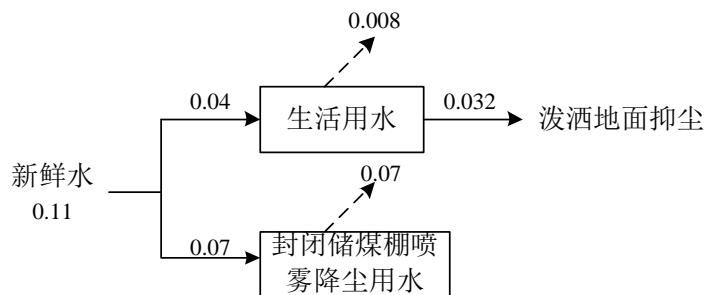 0.008
0.04
生活用水
0.032
泼洒地面抑尘
新鲜水
0.11
0.07
0.07
封闭储煤棚喷
雾降尘用水